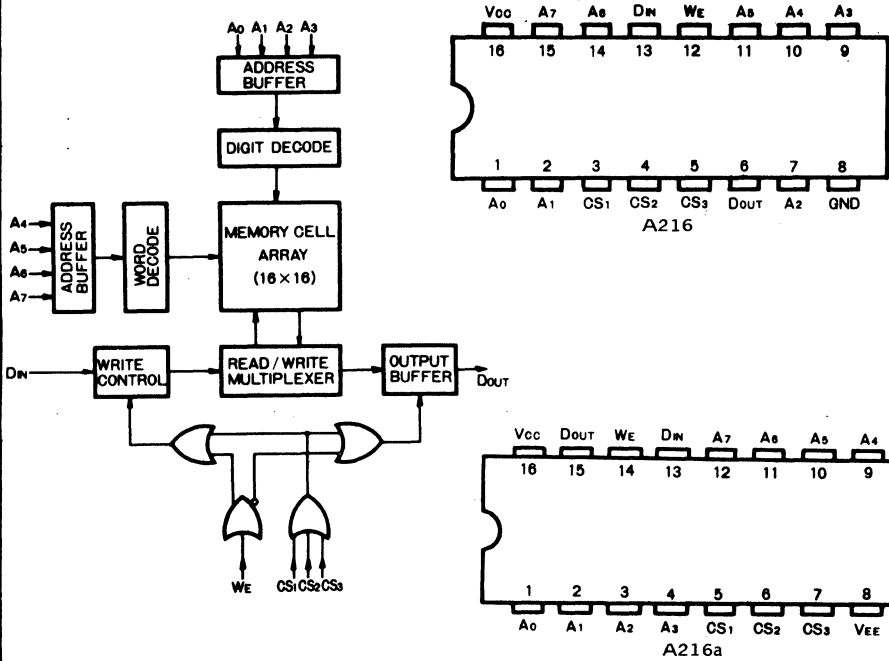 A0 A1 A2 A3
ADDRESS
BUFFER
DIGIT DECODE
A4
A5
A6
A7
ADDRESS
BUFFER
WORD
DECODE
MEMORY CELL
ARRAY
(16×16)
DIN
WRITE
CONTROL
READ/WRITE
MULTIPLEXER
OUTPUT
BUFFER
DOUT
WE
CS1 CS2 CS3
VCC A7 A6 DIN WE A5 A4 A3
16 15 14 13 12 11 10 9
1 2 3 4 5 6 7 8
A0 A1 CS1 CS2 CS3 DOUT A2 GND
A216
VCC DOUT WE DIN A7 A6 A5 A4
16 15 14 13 12 11 10 9
1 2 3 4 5 6 7 8
A0 A1 A2 A3 CS1 CS2 CS3 VEE
A216a